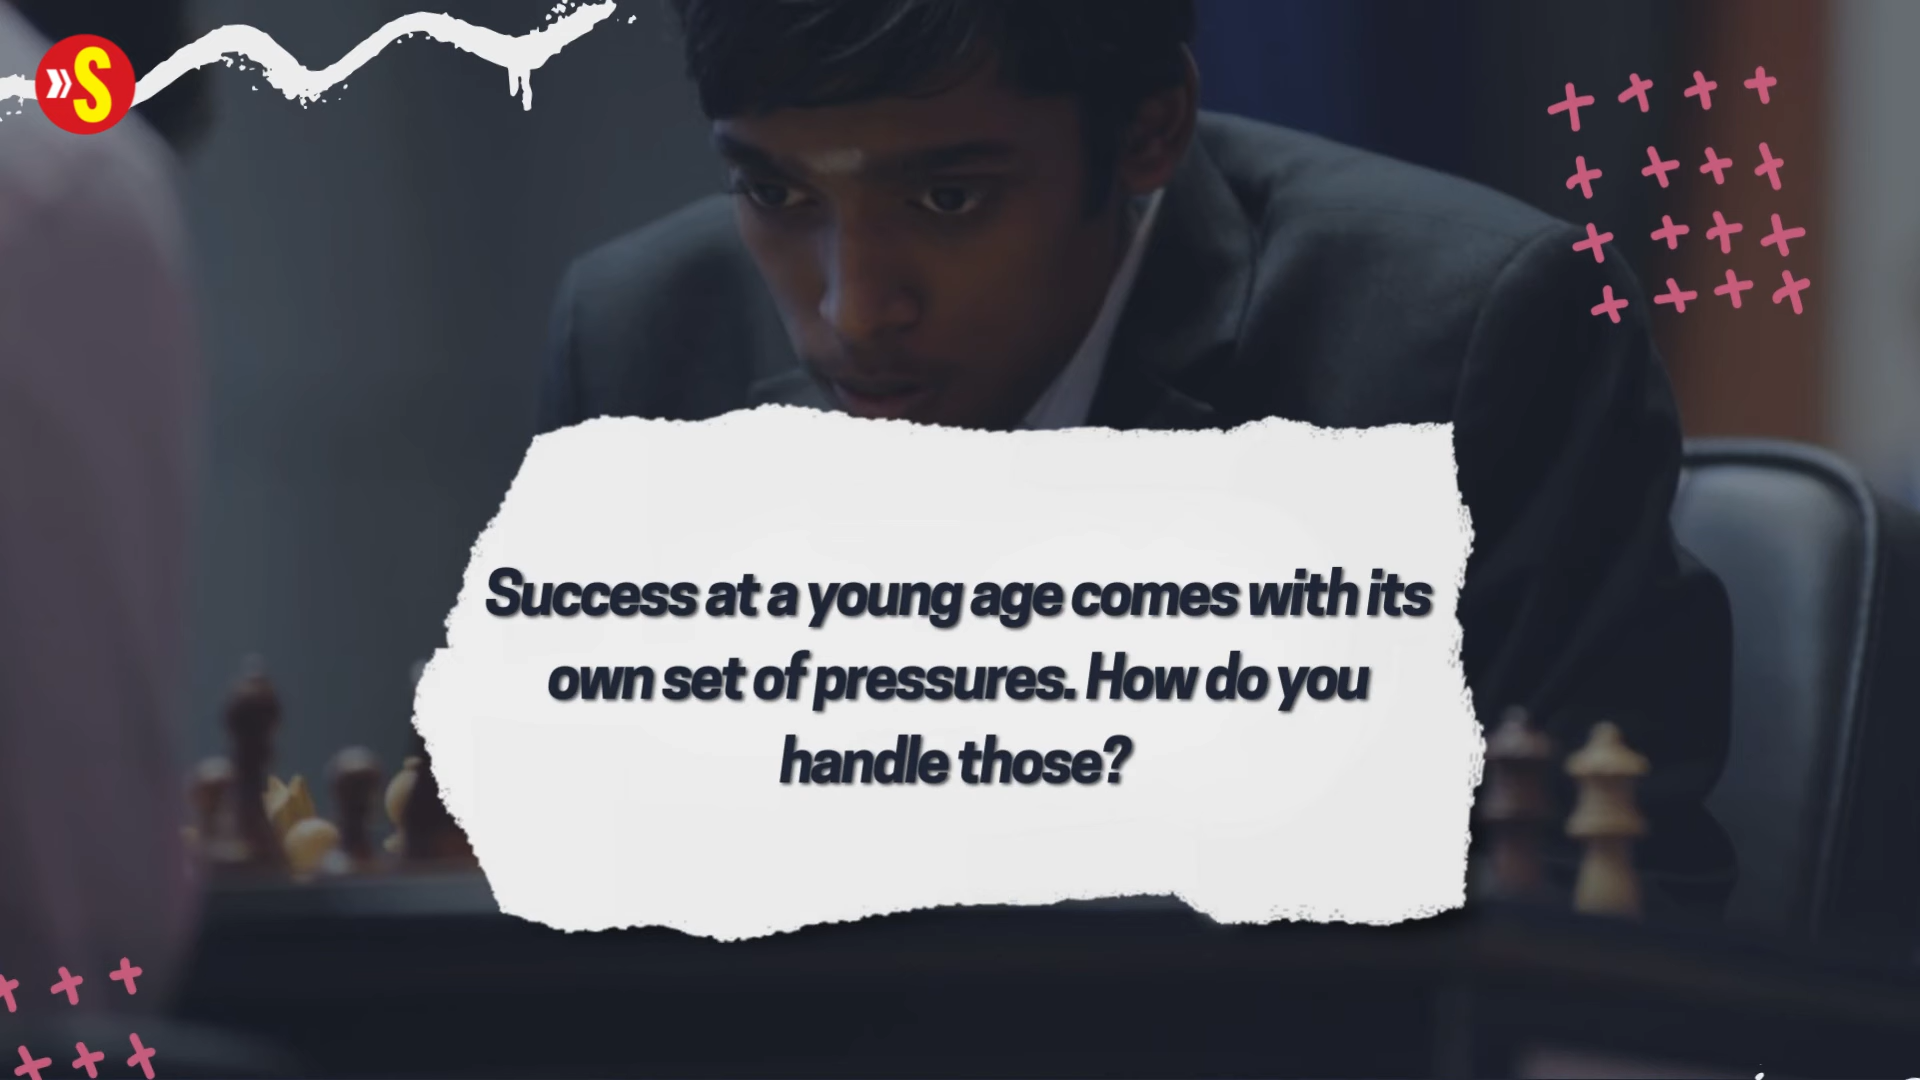 »S
Success at a young age comes with its
own set of pressures. How do you
handle those?